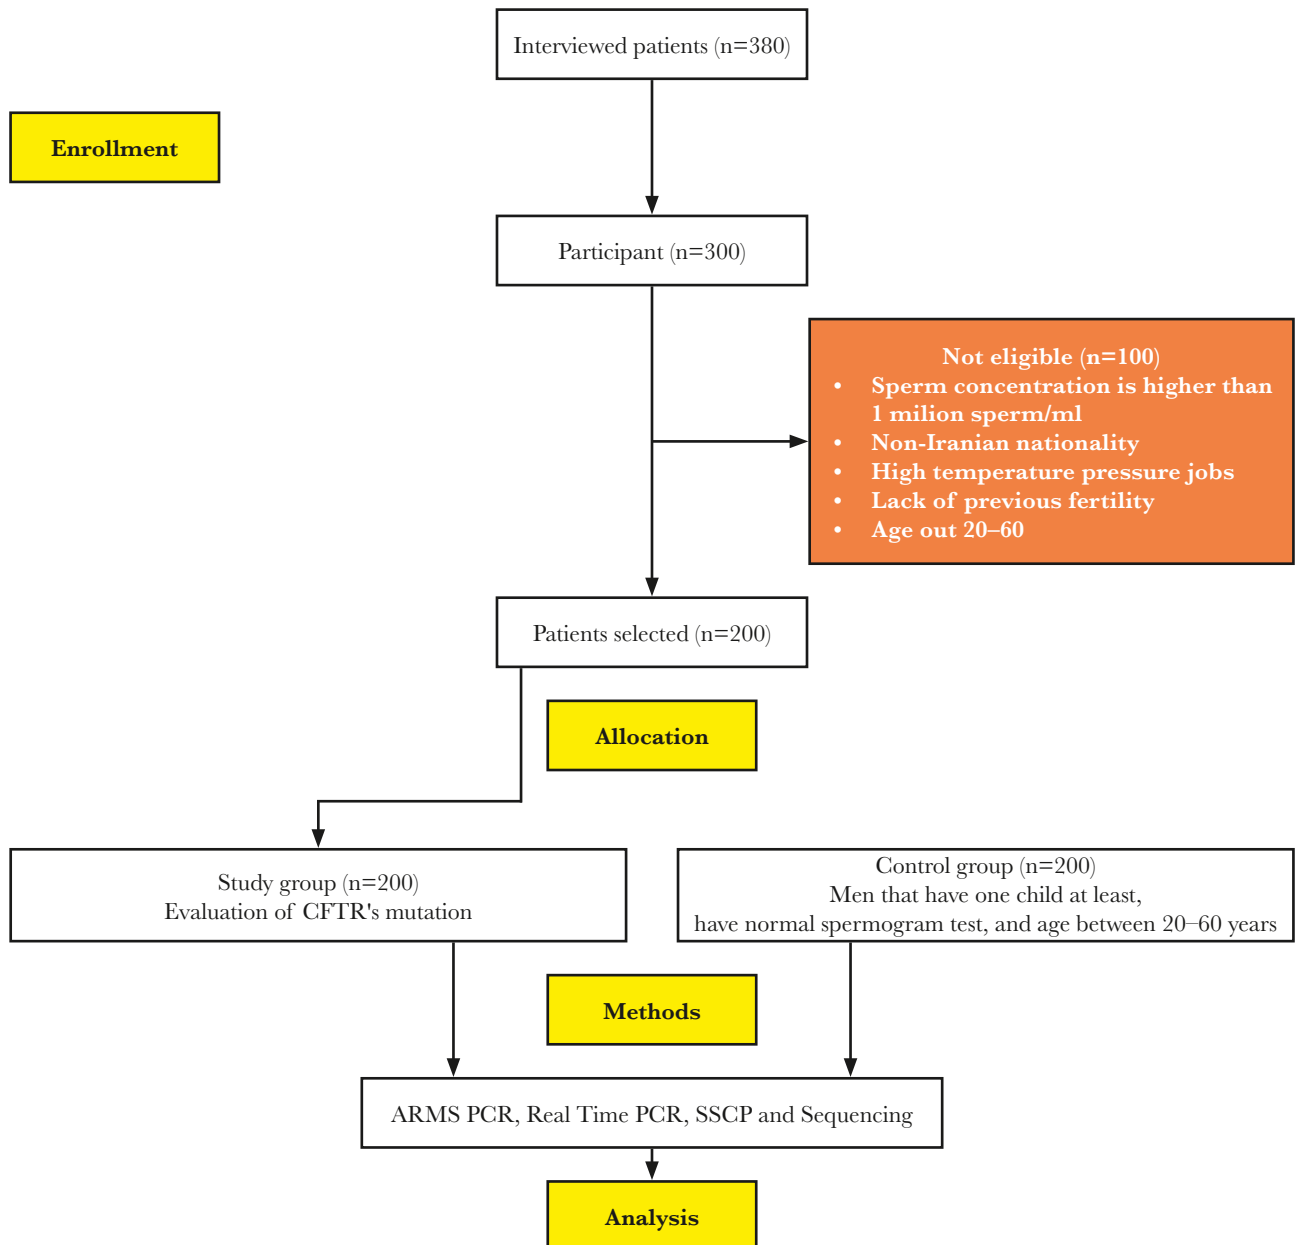 Interviewed patients (n=380)
Enrollment
Participant (n=300)
Not eligible (n=100)
• Sperm concentration is higher than
1 milion sperm/ml
• Non-Iranian nationality
• High temperature pressure jobs
• Lack of previous fertility
• Age out 20–60
Patients selected (n=200)
Allocation
Study group (n=200)
Evaluation of CFTR's mutation
Control group (n=200)
Men that have one child at least,
have normal spermogram test, and age between 20–60 years
Methods
ARMS PCR, Real Time PCR, SSCP and Sequencing
Analysis